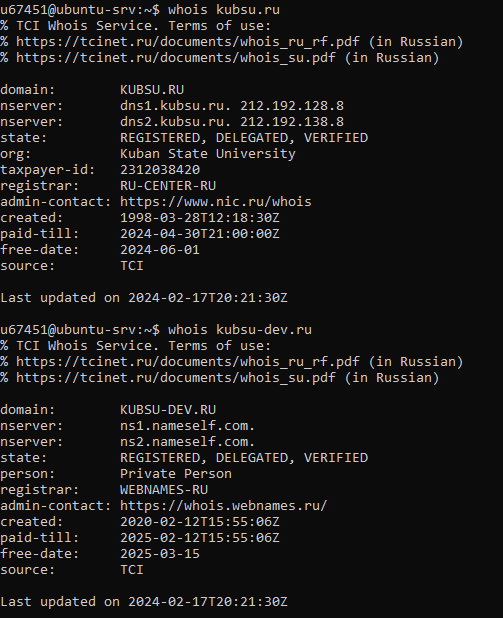 u67451@ubuntu-srv:~$ whois kubsu.ru
% TCI Whois Service. Terms of use:
% https://tcinet.ru/documents/whois_ru_rf.pdf (in Russian)
% https://tcinet.ru/documents/whois_su.pdf (in Russian)

domain:        KUBSU.RU
nserver:       dns1.kubsu.ru. 212.192.128.8
nserver:       dns2.kubsu.ru. 212.192.138.8
state:         REGISTERED, DELEGATED, VERIFIED
org:           Kuban State University
taxpayer-id:   2312038420
registrar:     RU-CENTER-RU
admin-contact: https://www.nic.ru/whois
created:       1998-03-28T12:18:30Z
paid-till:     2024-04-30T21:00:00Z
free-date:     2024-06-01
source:        TCI

Last updated on 2024-02-17T20:21:30Z

u67451@ubuntu-srv:~$ whois kubsu-dev.ru
% TCI Whois Service. Terms of use:
% https://tcinet.ru/documents/whois_ru_rf.pdf (in Russian)
% https://tcinet.ru/documents/whois_su.pdf (in Russian)

domain:        KUBSU-DEV.RU
nserver:       ns1.nameself.com.
nserver:       ns2.nameself.com.
state:         REGISTERED, DELEGATED, VERIFIED
person:        Private Person
registrar:     WEBNAMES-RU
admin-contact: https://whois.webnames.ru/
created:       2020-02-12T15:55:06Z
paid-till:     2025-02-12T15:55:06Z
free-date:     2025-03-15
source:        TCI

Last updated on 2024-02-17T20:21:30Z